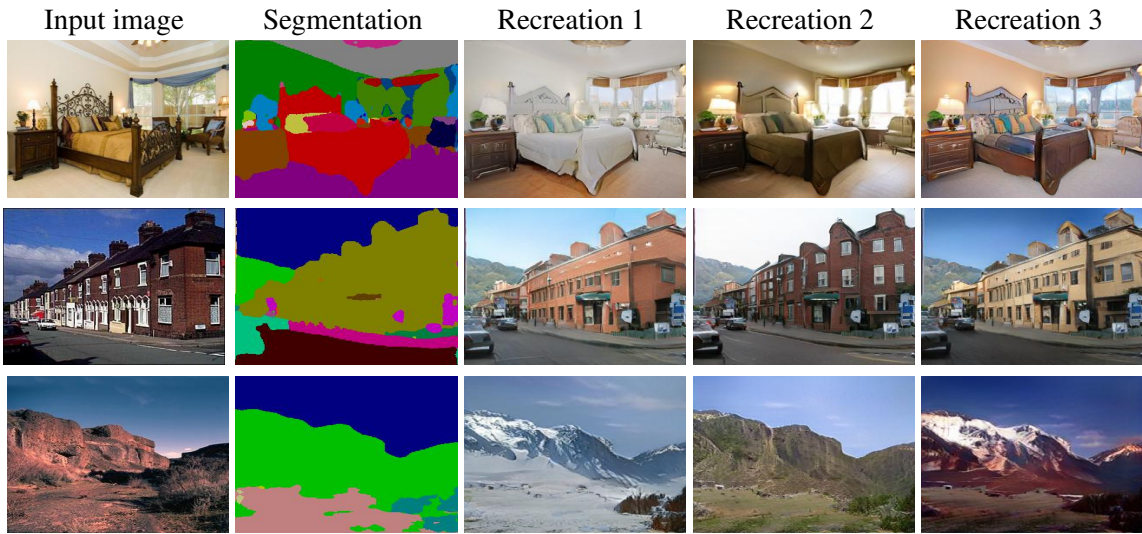 Input image
Segmentation
Recreation 1
Recreation 2
Recreation 3